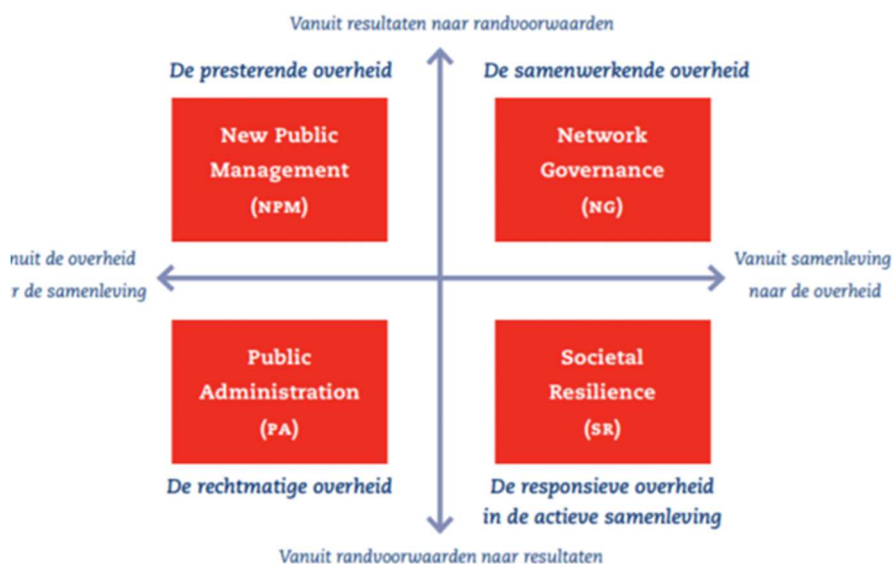 Vanuit resultaten naar randvoorwaarden
De presterende overheid
De samenwerkende overheid
New Public
Management
(NPM)
Network
Governance
(NG)
nuit de overheid
r de samenleving
Vanuit samenleving
naar de overheid
Public
Administration
(PA)
Societal
Resilience
(SR)
De rechtmatige overheid
De responsieve overheid
in de actieve samenleving
Vanuit randvoorwaarden naar resultaten